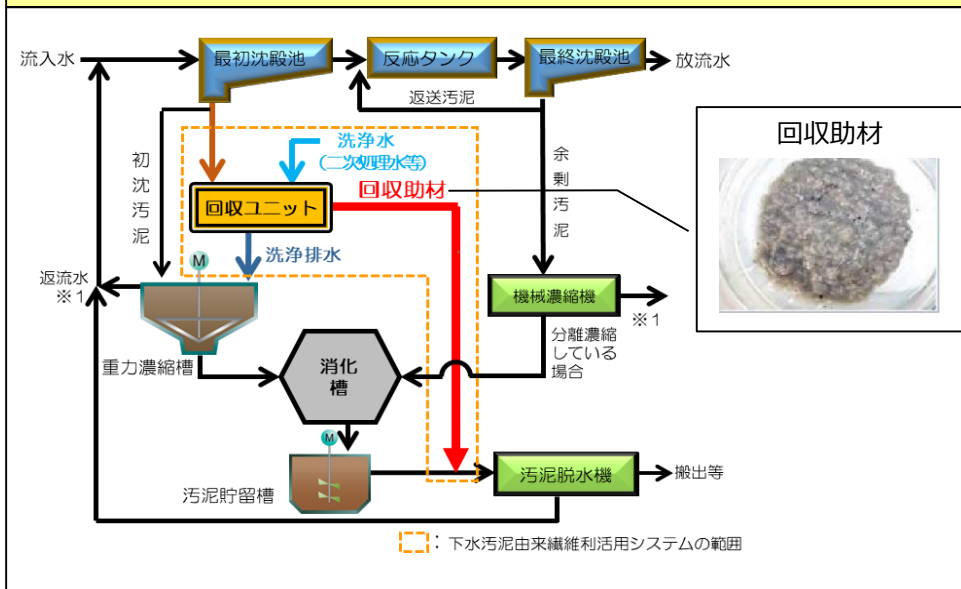 流入水
最初沈殿池
反応タンク
最終沈殿池
放流水
返送汚泥
初沈汚泥
洗浄水
(二次処理水等)
余剰汚泥
回収助材
回収助材
回収ユニット
洗浄排水
M
返流水
※1
機械濃縮機
※1
重力濃縮槽
分離濃縮
している
場合
消化
槽
M
汚泥貯留槽
汚泥脱水機
搬出等
：下水汚泥由来繊維利活用システムの範囲